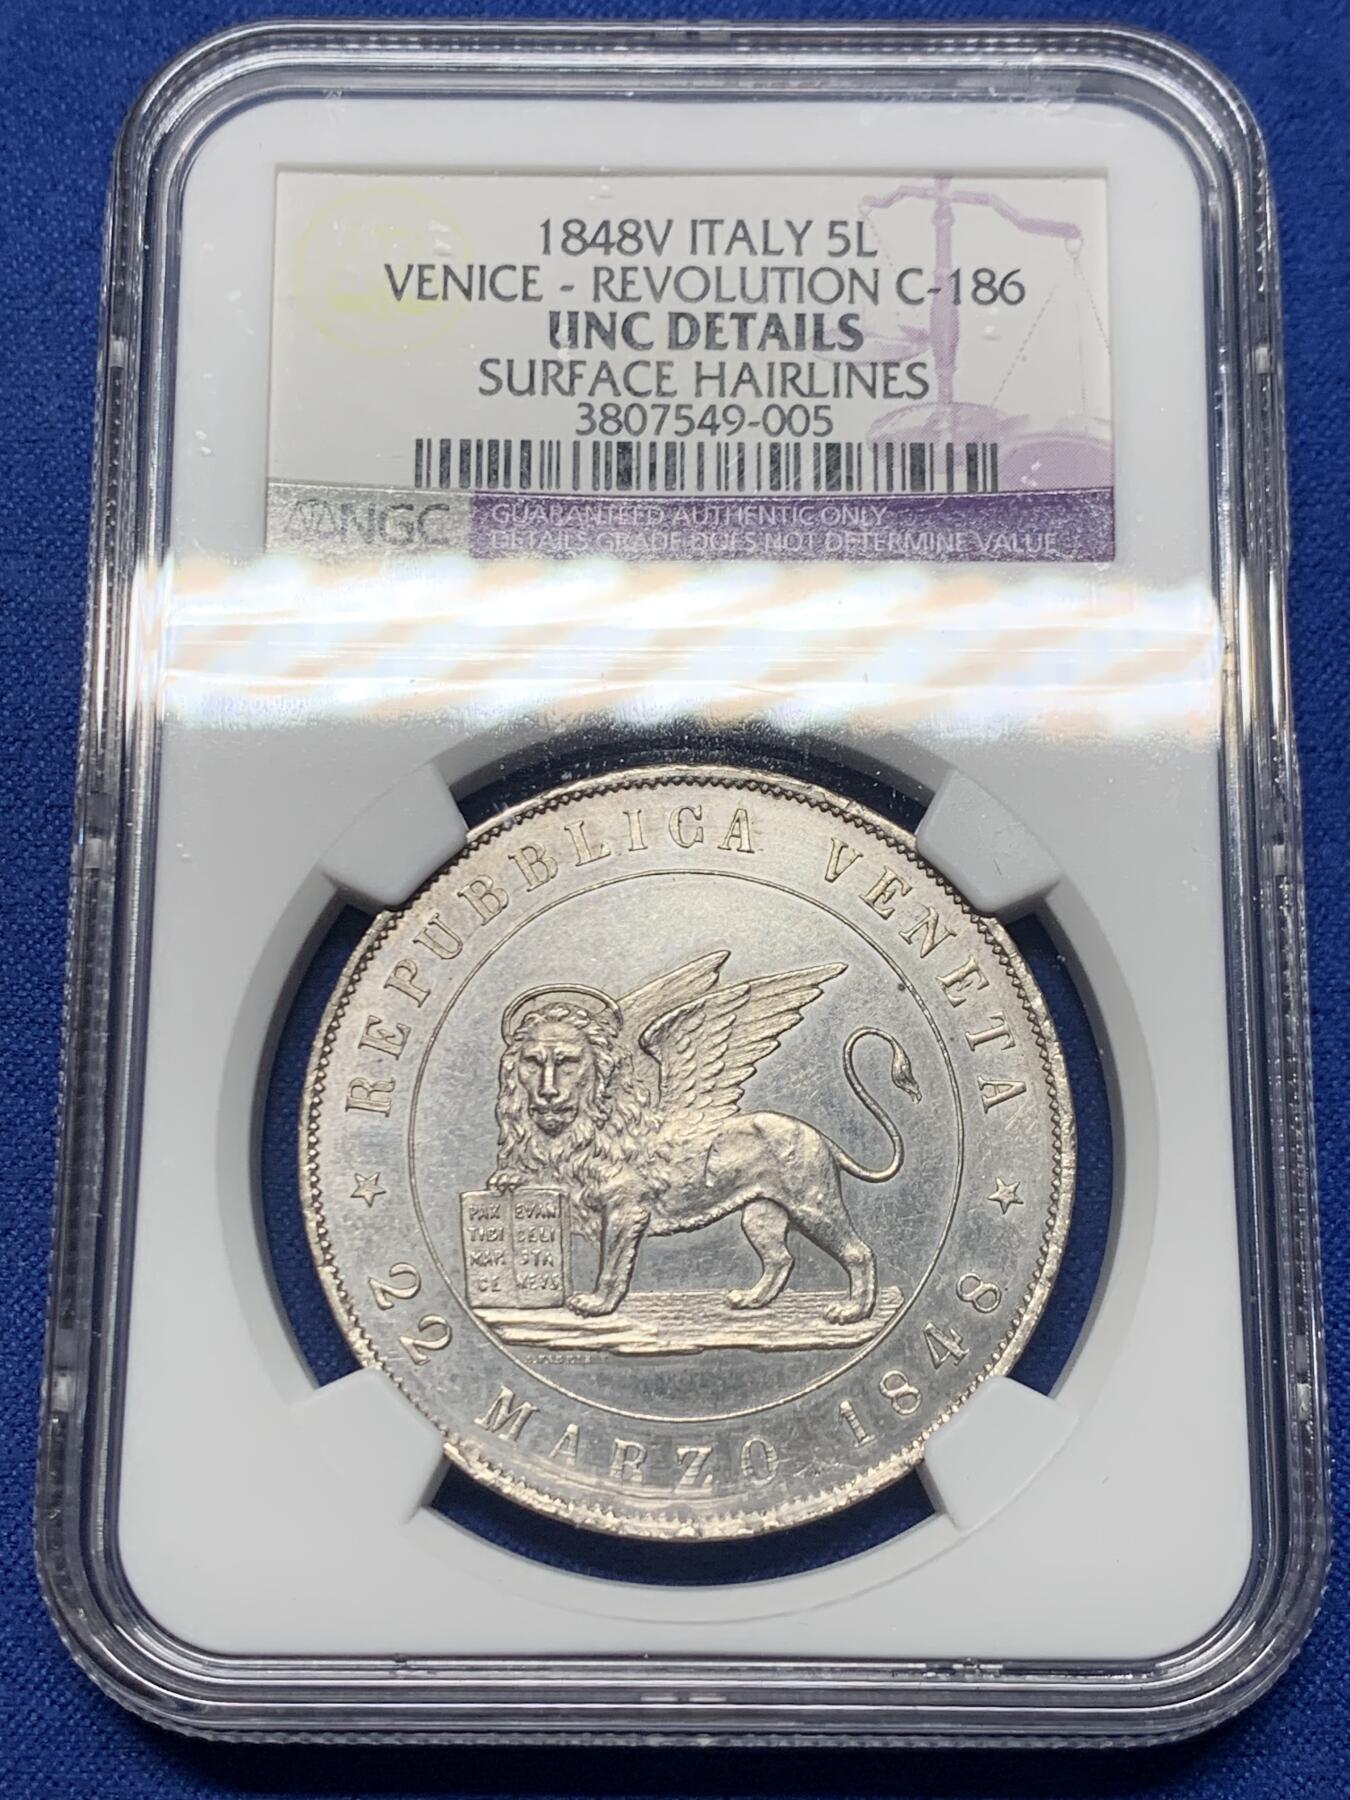 1848V ITALY 5L
VENICE - REVOLUTION C-186
UNC DETAILS
SURFACE HAIRLINES
3807549-005
NGC
GUARANTEED AUTHENTIC ONLY
DETAILS GRADE DOES NOT DETERMINE VALUE
REPUBBLICA VENETA
PAX EVAN
TIBI GELI
MAR STA
CE MEVS
22 MARZO 1848